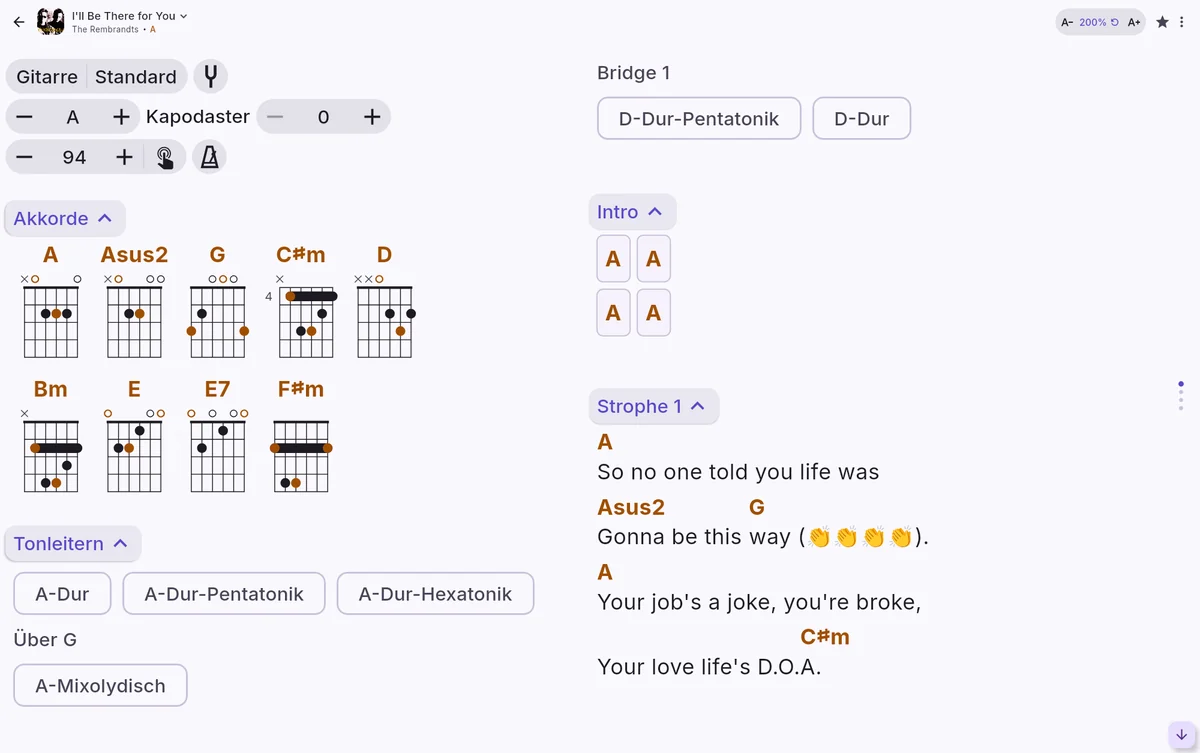 I'll Be There for You
The Rembrandts • A
A- 200% A+
Gitarre Standard
A Kapodaster 0
94
Akkorde
A Asus2 G C♯m D
4
Bm E E7 F♯m
Tonleitern
A-Dur A-Dur-Pentatonik A-Dur-Hexatonik
Über G
A-Mixolydisch
Bridge 1
D-Dur-Pentatonik D-Dur
Intro
A A
A A
Strophe 1
A
So no one told you life was
Asus2 G
Gonna be this way (👏👏👏👏).
A
Your job's a joke, you're broke,
C♯m
Your love life's D.O.A.